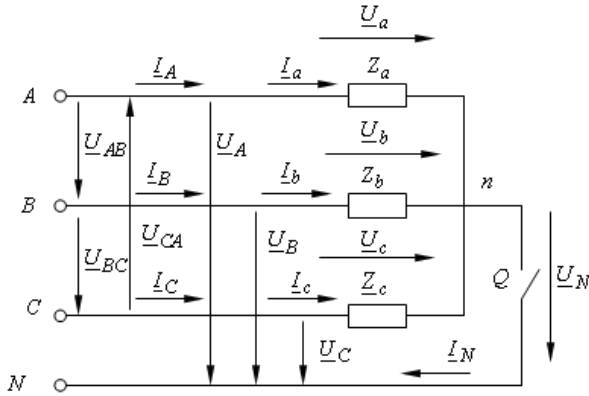 U_a
I_A I_a Z_a
A
U_b
U_AB U_A
I_B I_b Z_b
B n
U_CA U_B U_c
U_BC
I_C I_c Z_c Q U_N
C
U_C I_N
N